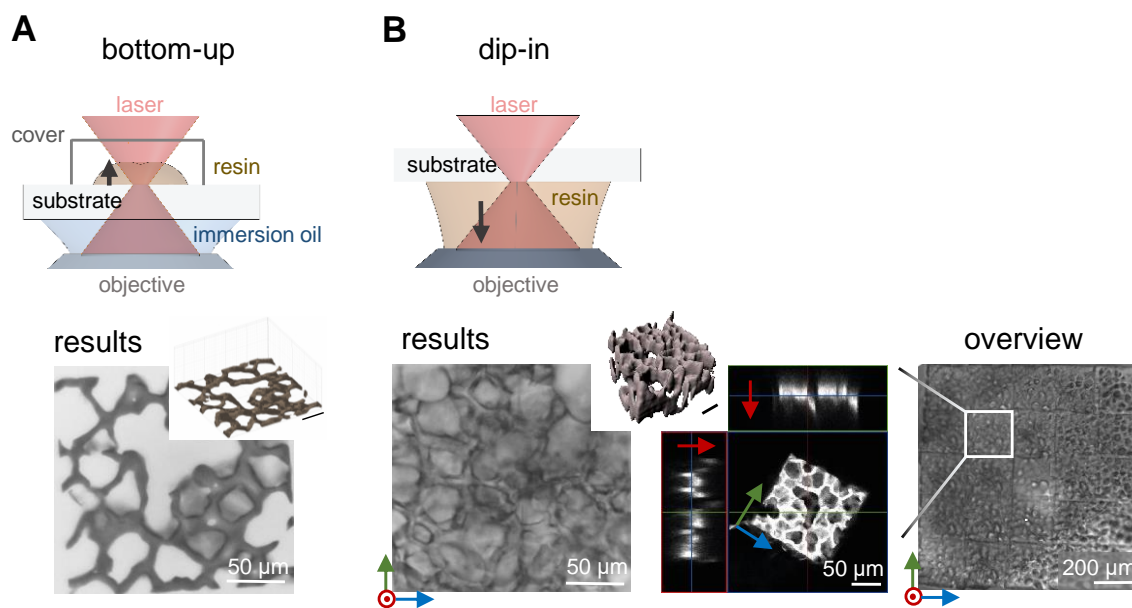 A
bottom-up
laser
cover
resin
substrate
immersion oil
objective
results
50 µm
B
dip-in
laser
substrate
resin
objective
results
50 µm
50 µm
overview
200 µm